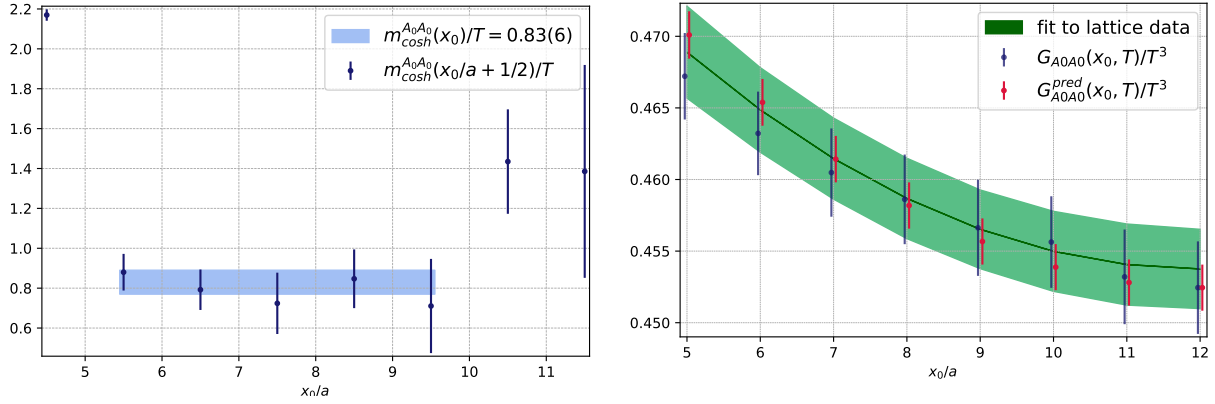 2.2
2.0
1.8
1.6
1.4
1.2
1.0
0.8
0.6
m_{cosh}^{A_0A_0}(x_0)/T = 0.83(6)
m_{cosh}^{A_0A_0}(x_0/a + 1/2)/T
5 6 7 8 9 10 11
x_0/a
0.470
0.465
0.460
0.455
0.450
fit to lattice data
G_{A0A0}(x_0, T)/T^3
G_{A0A0}^{pred}(x_0, T)/T^3
5 6 7 8 9 10 11 12
x_0/a